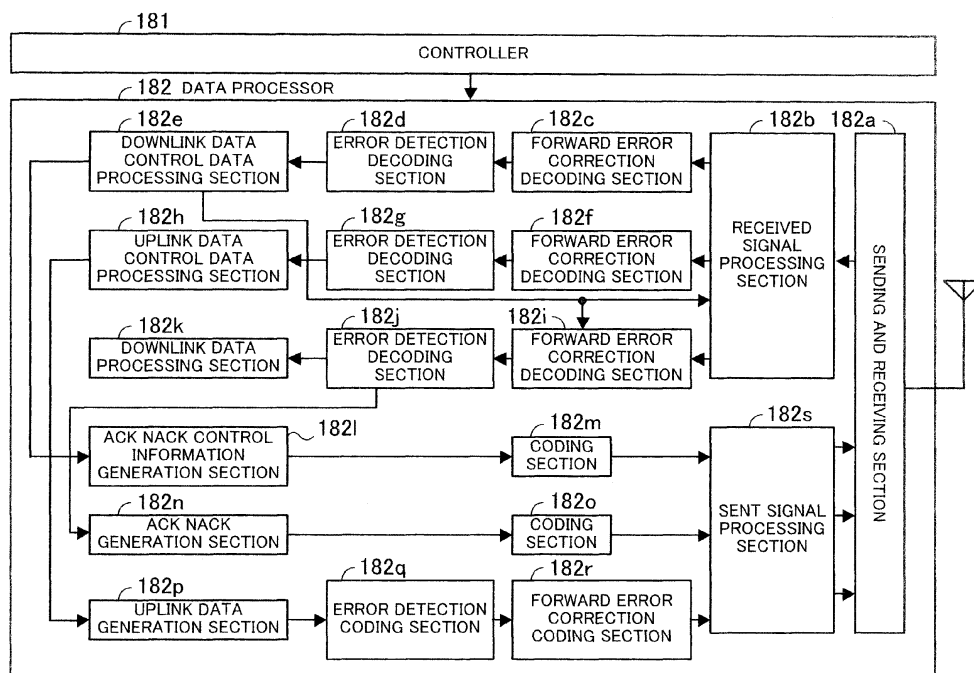 181
CONTROLLER
182 DATA PROCESSOR
182e
DOWNLINK DATA
CONTROL DATA
PROCESSING SECTION
182d
ERROR DETECTION
DECODING
SECTION
182c
FORWARD ERROR
CORRECTION
DECODING SECTION
182b
RECEIVED
SIGNAL
PROCESSING
SECTION
182a
SENDING AND RECEIVING SECTION
182h
UPLINK DATA
CONTROL DATA
PROCESSING SECTION
182g
ERROR DETECTION
DECODING
SECTION
182f
FORWARD ERROR
CORRECTION
DECODING SECTION
182k
DOWNLINK DATA
PROCESSING SECTION
182j
ERROR DETECTION
DECODING
SECTION
182i
FORWARD ERROR
CORRECTION
DECODING SECTION
182l
ACK NACK CONTROL
INFORMATION
GENERATION SECTION
182m
CODING
SECTION
182s
SENT SIGNAL
PROCESSING
SECTION
182n
ACK NACK
GENERATION SECTION
182o
CODING
SECTION
182p
UPLINK DATA
GENERATION SECTION
182q
ERROR DETECTION
CODING SECTION
182r
FORWARD ERROR
CORRECTION
CODING SECTION